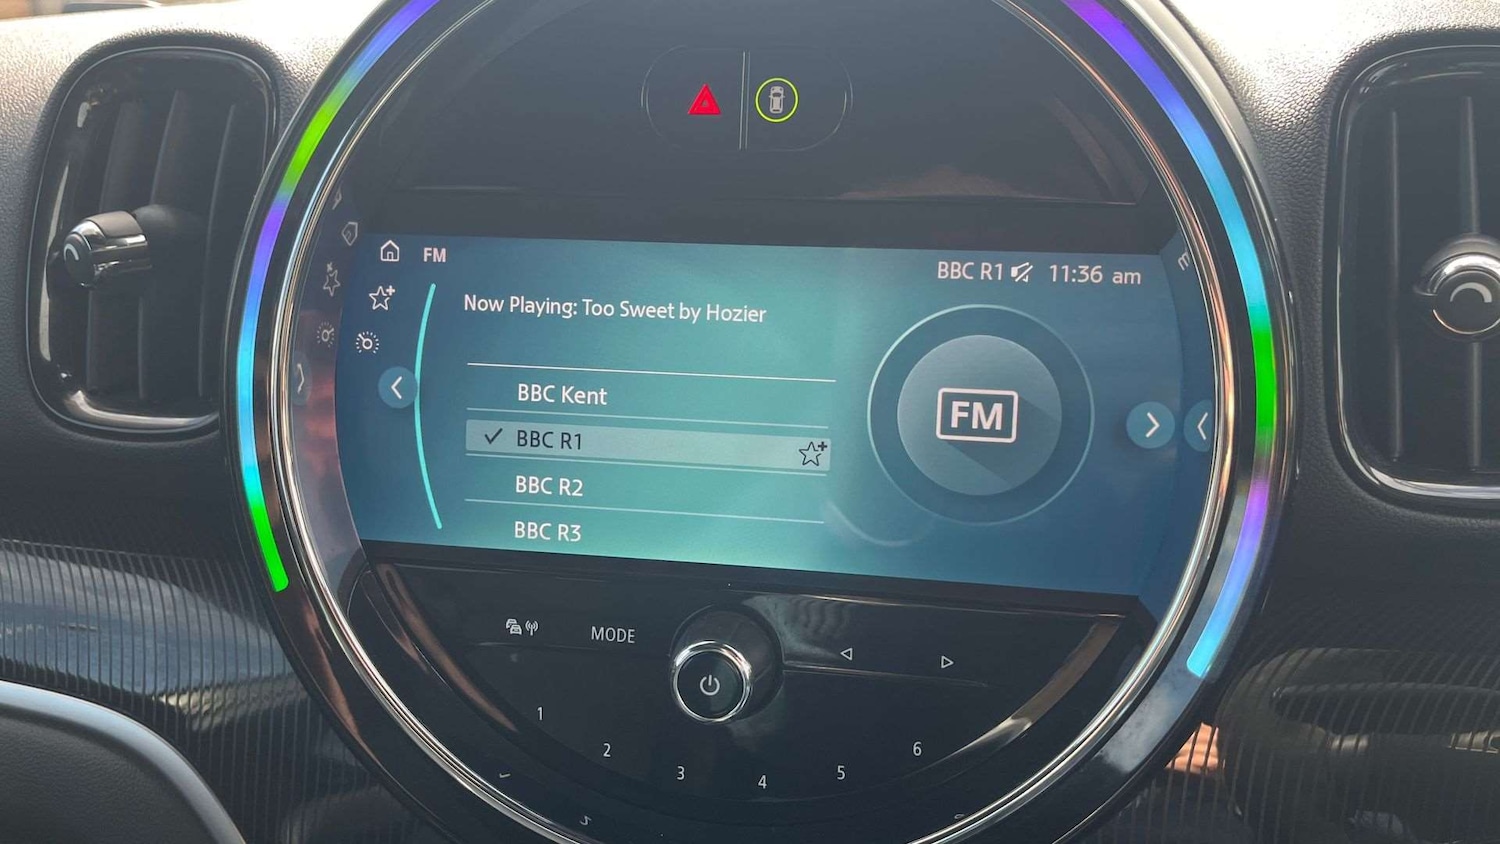 FM
BBC R1 11:36 am
Now Playing: Too Sweet by Hozier
BBC Kent
BBC R1
BBC R2
BBC R3
FM
MODE
1
2
3
4
5
6